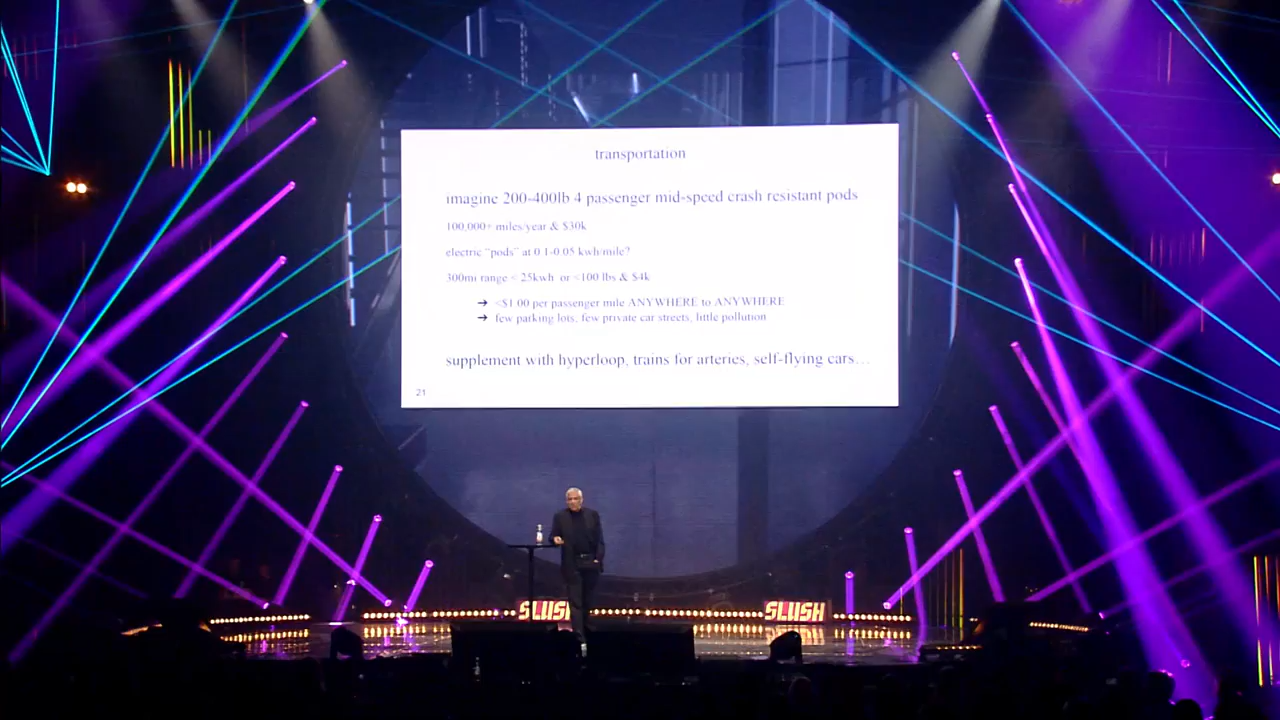 transportation
imagine 200-400lb 4 passenger mid-speed crash resistant pods
100,000+ miles/year & $30k
electric “pods” at 0.1-0.05 kwh/mile?
300mi range < 25kwh or <100 lbs & $4k
➔ <$1.00 per passenger mile ANYWHERE to ANYWHERE
➔ few parking lots, few private car streets, little pollution
supplement with hyperloop, trains for arteries, self-flying cars…
21
SLUSH
SLUSH